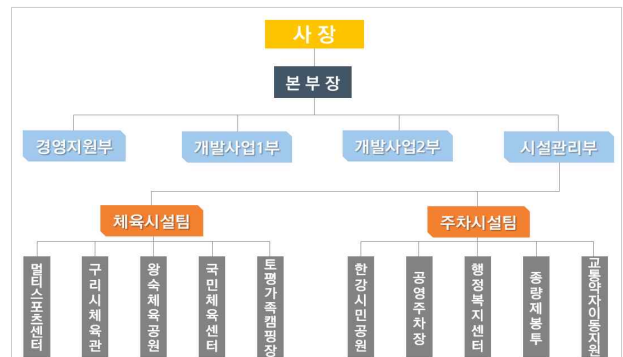 사장
본부장
경영지원부
개발사업1부
개발사업2부
시설관리부
체육시설팀
주차시설팀
멀티스포츠센터
구리시체육관
왕숙체육공원
국민체육센터
토평가족캠핑장
한강시민공원
공영주차장
행정복지센터
종량제봉투
교통약자이동지원